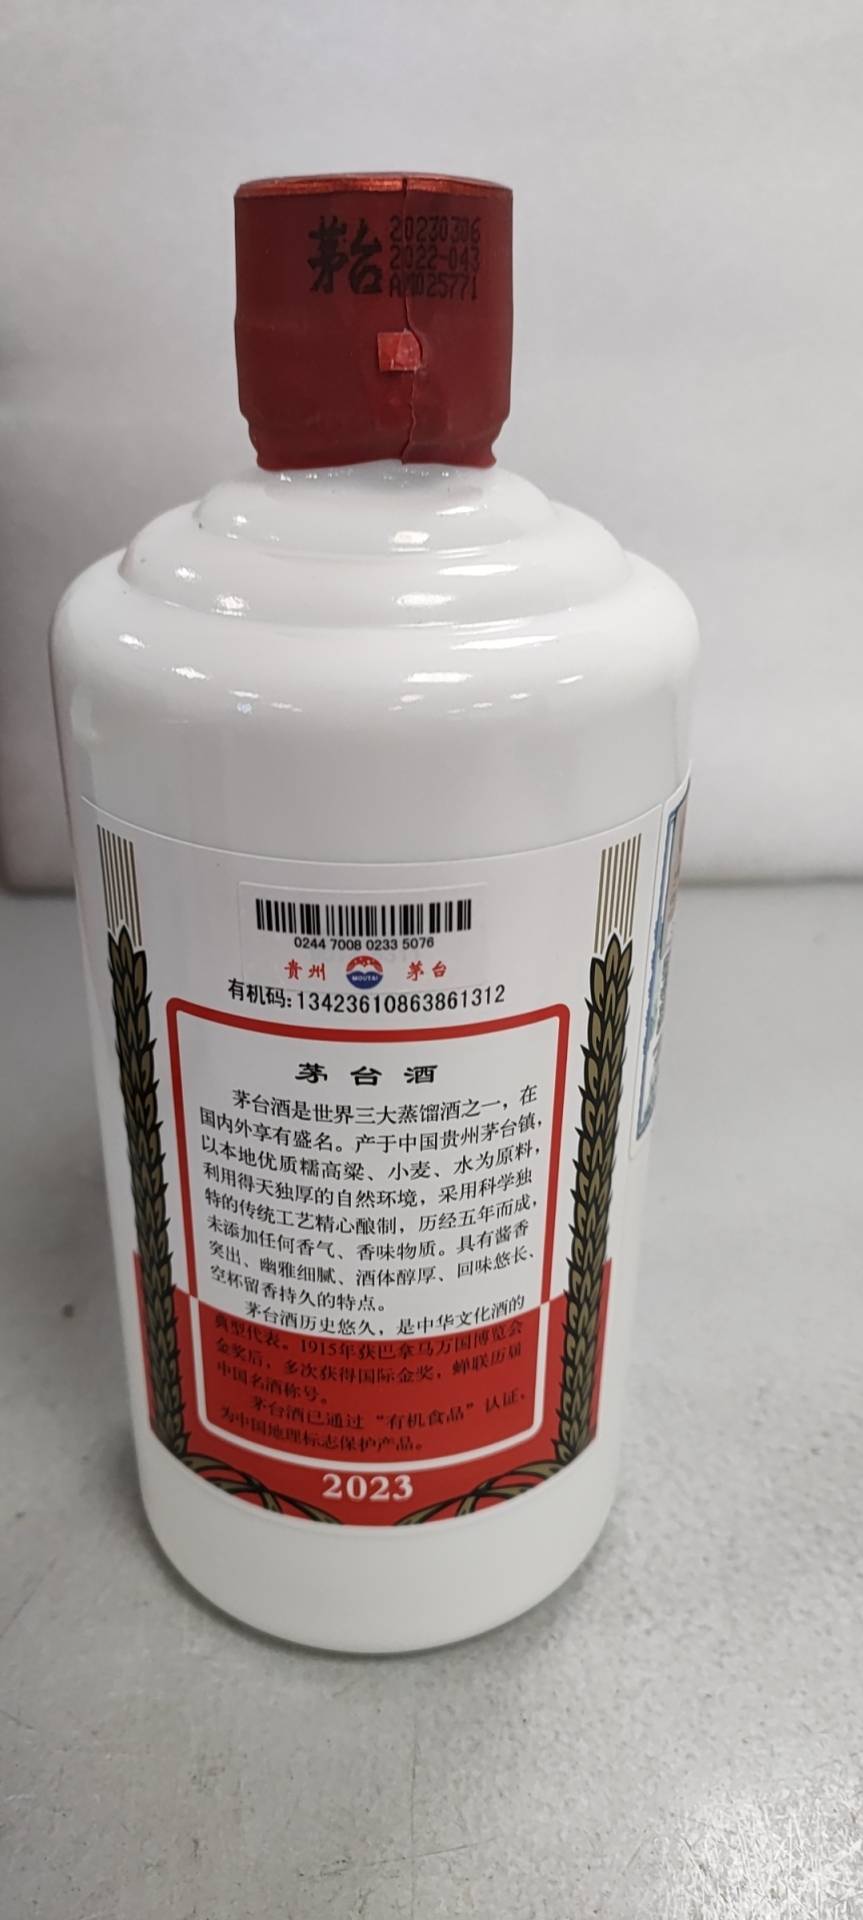 茅台
20230306
2022-043
AM025771
0244 7008 0233 5076
贵州
MOUTAI
茅台
有机码:13423610863861312
茅台酒
茅台酒是世界三大蒸馏酒之一，在
国内外享有盛名。产于中国贵州茅台镇，
以本地优质糯高粱、小麦、水为原料，
利用得天独厚的自然环境，采用科学独
特的传统工艺精心酿制，历经五年而成，
未添加任何香气、香味物质。具有酱香
突出、幽雅细腻、酒体醇厚、回味悠长、
空杯留香持久的特点。
茅台酒历史悠久，是中华文化酒的
典型代表。1915年获巴拿马万国博览会
金奖后，多次获得国际金奖，蝉联历届
中国名酒称号。
茅台酒已通过“有机食品”认证，
为中国地理标志保护产品。
2023